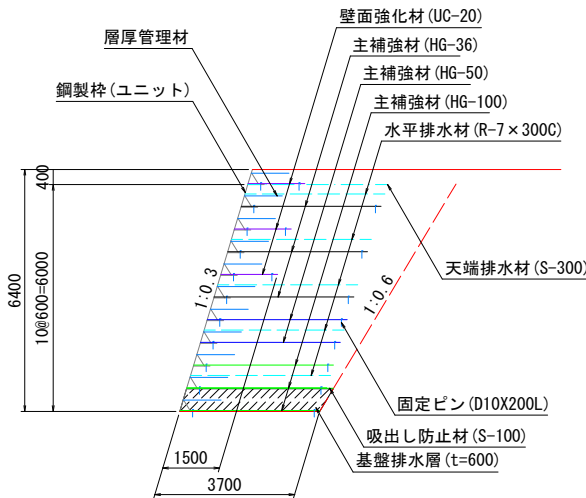 壁面強化材(UC-20)
層厚管理材
主補強材(HG-36)
主補強材(HG-50)
鋼製枠(ユニット)
主補強材(HG-100)
水平排水材(R-7×300C)
400
6400
10@600=6000
1:0.3
1:0.6
天端排水材(S-300)
固定ピン(D10X200L)
吸出し防止材(S-100)
基盤排水層(t=600)
1500
3700